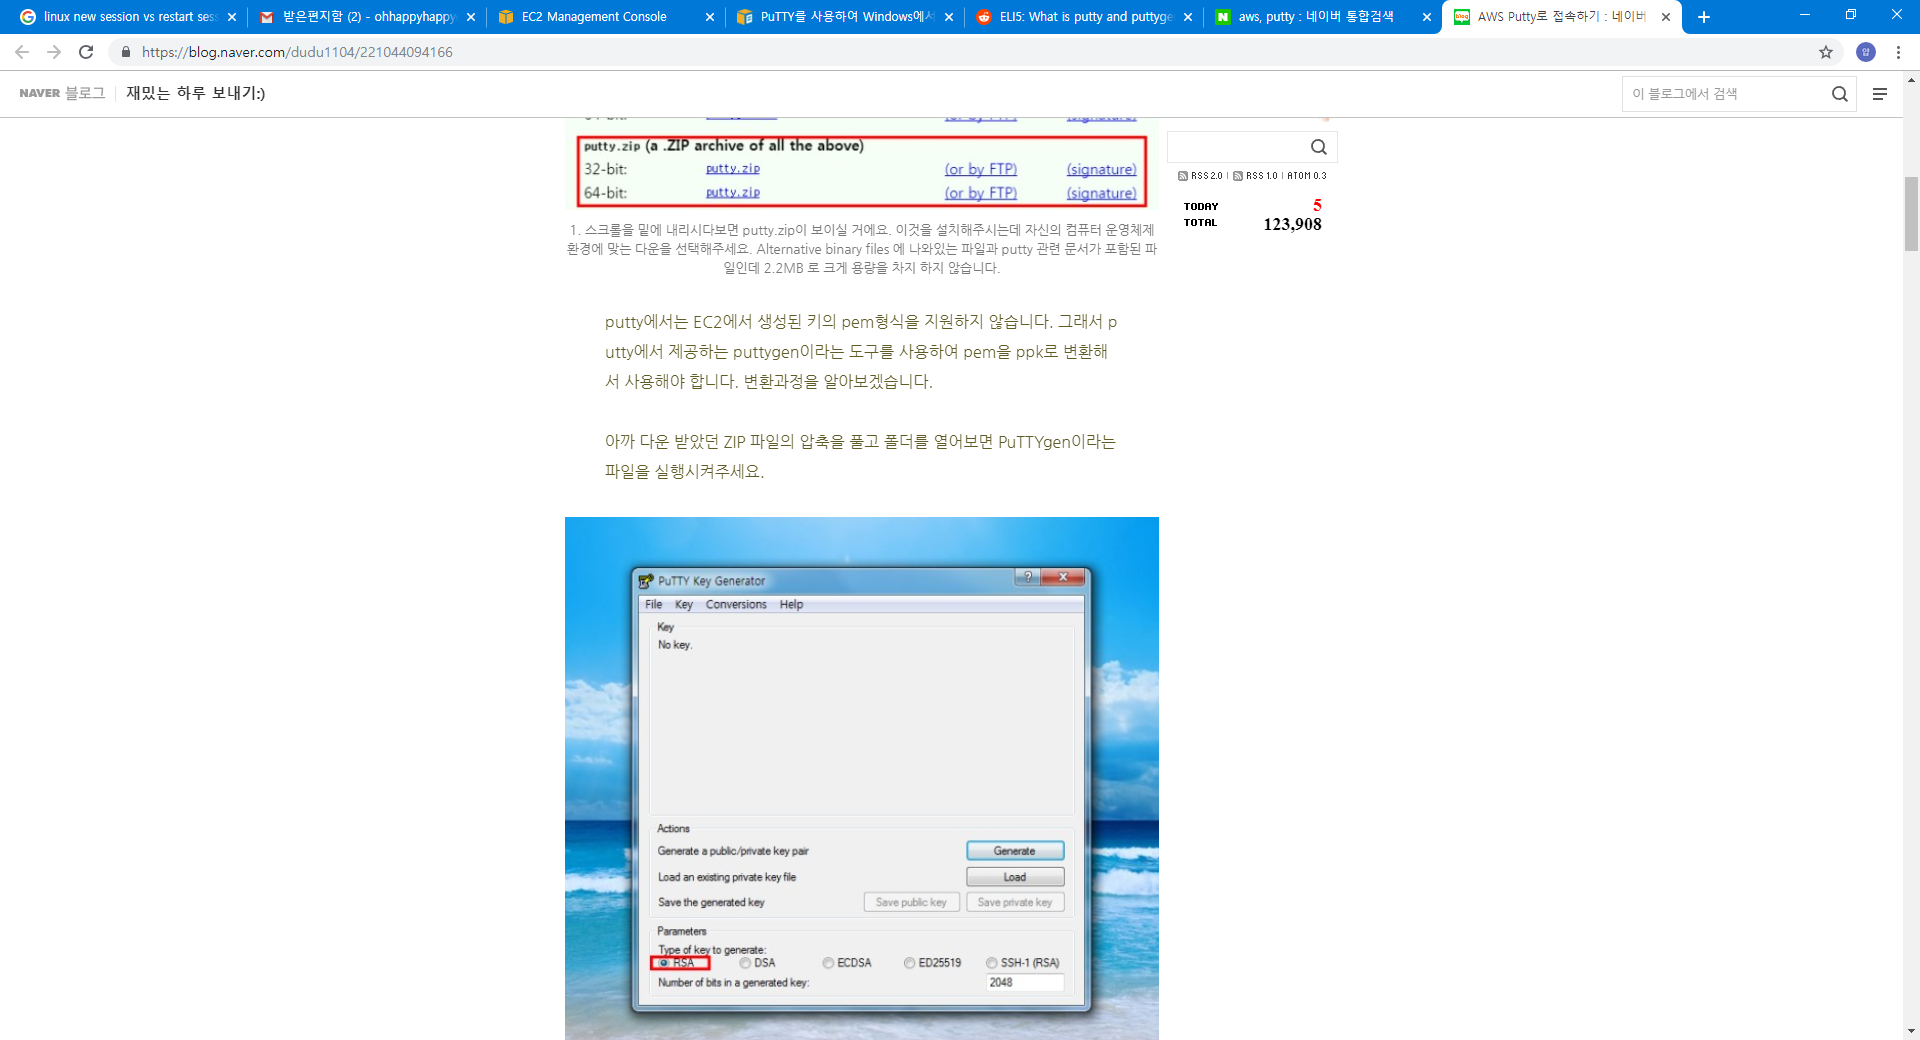 linux new session vs restart sess
받은편지함 (2) - ohhappyhappy
EC2 Management Console
PuTTY를 사용하여 Windows에서
ELI5: What is putty and puttyge
aws, putty : 네이버 통합검색
AWS Putty로 접속하기 : 네이버
https://blog.naver.com/dudu1104/221044094166
압
NAVER 블로그
재밌는 하루 보내기:)
이 블로그에서 검색
putty.zip (a .ZIP archive of all the above)
32-bit: putty.zip (or by FTP) (signature)
64-bit: putty.zip (or by FTP) (signature)
1. 스크롤을 밑에 내리시다보면 putty.zip이 보이실 거에요. 이것을 설치해주시는데 자신의 컴퓨터 운영체제
환경에 맞는 다운을 선택해주세요. Alternative binary files 에 나와있는 파일과 putty 관련 문서가 포함된 파
일인데 2.2MB 로 크게 용량을 차지 하지 않습니다.
RSS 2.0 | RSS 1.0 | ATOM 0.3
TODAY 5
TOTAL 123,908
putty에서는 EC2에서 생성된 키의 pem형식을 지원하지 않습니다. 그래서 p
utty에서 제공하는 puttygen이라는 도구를 사용하여 pem을 ppk로 변환해
서 사용해야 합니다. 변환과정을 알아보겠습니다.
아까 다운 받았던 ZIP 파일의 압축을 풀고 폴더를 열어보면 PuTTYgen이라는
파일을 실행시켜주세요.
PuTTY Key Generator
File Key Conversions Help
Key
No key.
Actions
Generate a public/private key pair
Generate
Load an existing private key file
Load
Save the generated key
Save public key
Save private key
Parameters
Type of key to generate:
RSA DSA ECDSA ED25519 SSH-1 (RSA)
Number of bits in a generated key:
2048